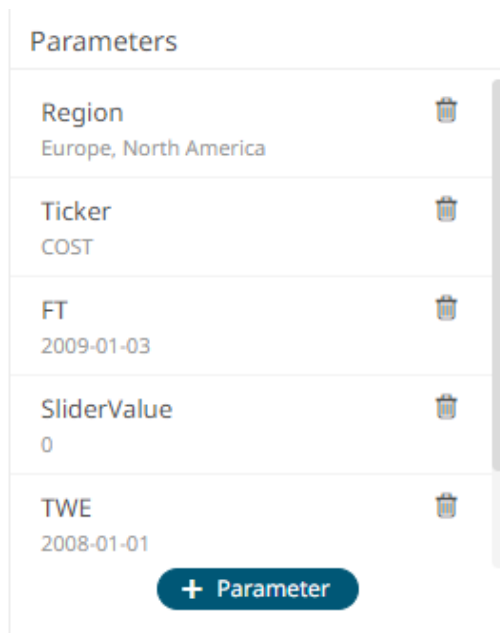 Parameters
Region
Europe, North America
Ticker
COST
FT
2009-01-03
SliderValue
0
TWE
2008-01-01
+ Parameter